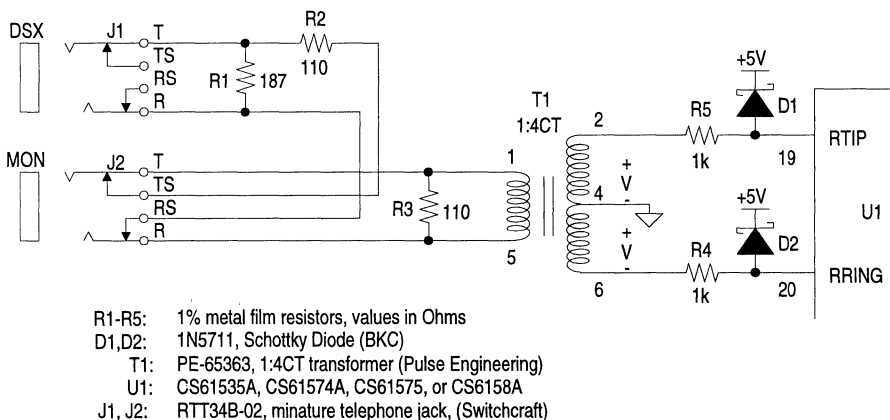 DSX
J1
T
TS
RS
R
R1
187
R2
110
MON
J2
T
TS
RS
R
R3
110
T1
1:4CT
1
5
2
4
6
+
V
-
+
V
-
R5
1k
R4
1k
+5V
D1
19
+5V
D2
20
RTIP
U1
RRING
R1-R5: 1% metal film resistors, values in Ohms
D1,D2: 1N5711, Schottky Diode (BKC)
T1: PE-65363, 1:4CT transformer (Pulse Engineering)
U1: CS61535A, CS61574A, CS61575, or CS6158A
J1, J2: RTT34B-02, minature telephone jack, (Switchcraft)